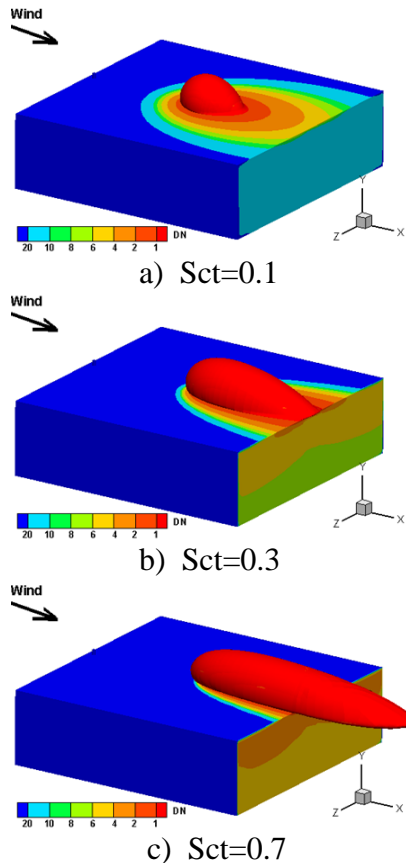 Wind
Y
Z X
20 10 8 6 4 2 1 DN
a) Sct=0.1
Wind
Y
Z X
20 10 8 6 4 2 1 DN
b) Sct=0.3
Wind
Y
Z X
20 10 8 6 4 2 1 DN
c) Sct=0.7